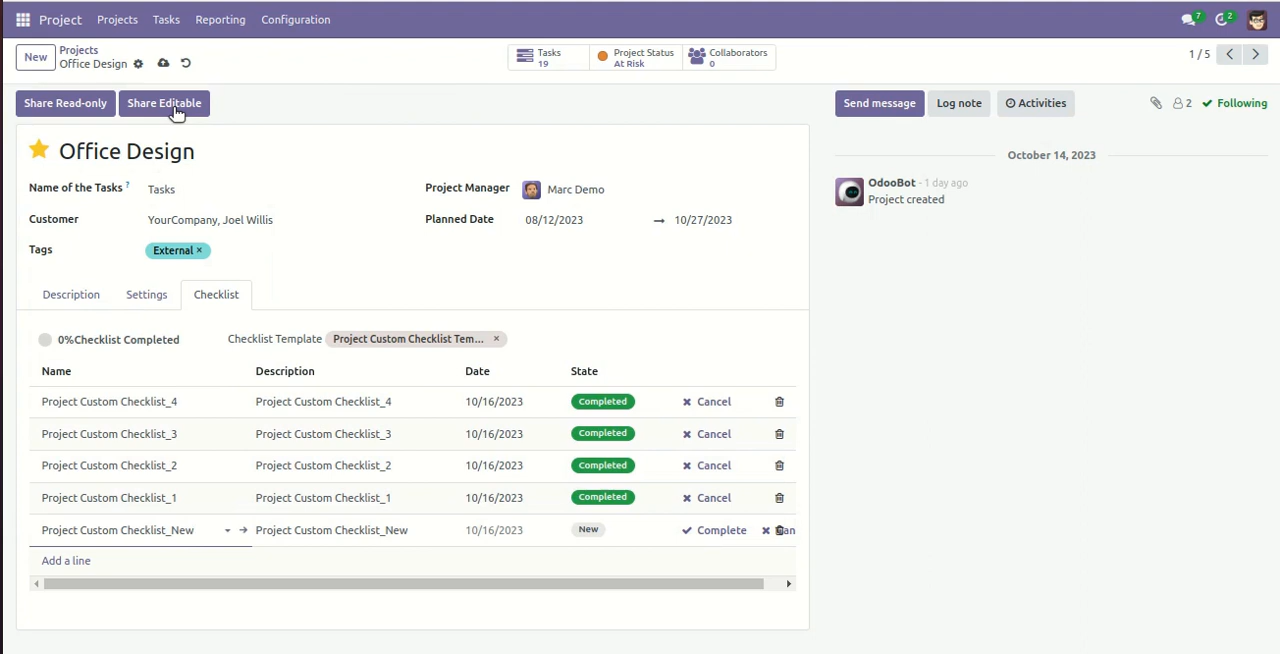 Project Projects Tasks Reporting Configuration 7 2
New Projects
Office Design
Tasks
19
Project Status
At Risk
Collaborators
0
1 / 5
Share Read-only Share Editable Send message Log note Activities 2 Following
Office Design
October 14, 2023
OdooBot - 1 day ago
Project created
Name of the Tasks ? Tasks Project Manager Marc Demo
Customer YourCompany, Joel Willis Planned Date 08/12/2023 → 10/27/2023
Tags External ×
Description Settings Checklist
0%Checklist Completed Checklist Template Project Custom Checklist Tem... ×
Name Description Date State
Project Custom Checklist_4 Project Custom Checklist_4 10/16/2023 Completed Cancel
Project Custom Checklist_3 Project Custom Checklist_3 10/16/2023 Completed Cancel
Project Custom Checklist_2 Project Custom Checklist_2 10/16/2023 Completed Cancel
Project Custom Checklist_1 Project Custom Checklist_1 10/16/2023 Completed Cancel
Project Custom Checklist_New Project Custom Checklist_New 10/16/2023 New Complete
Add a line